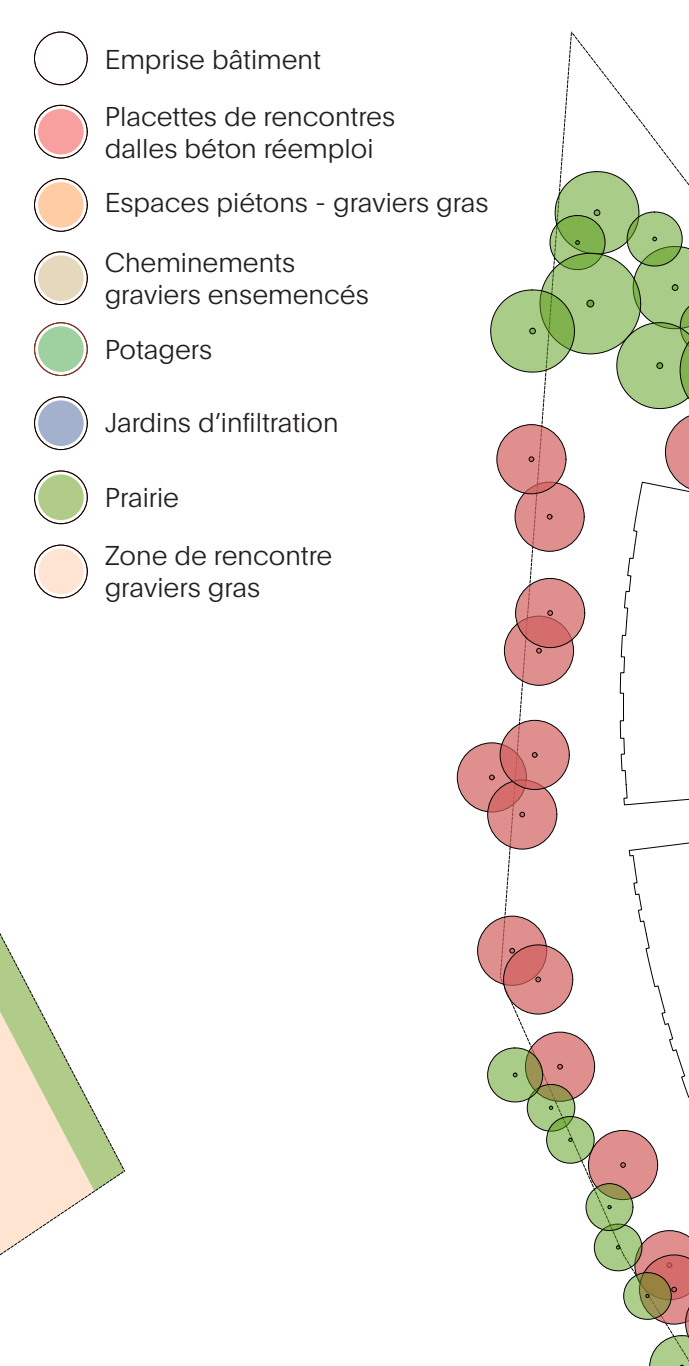 Emprise bâtiment
Placettes de rencontres
dalles béton réemploi
Espaces piétons - graviers gras
Cheminements
graviers ensemencés
Potagers
Jardins d’infiltration
Prairie
Zone de rencontre
graviers gras